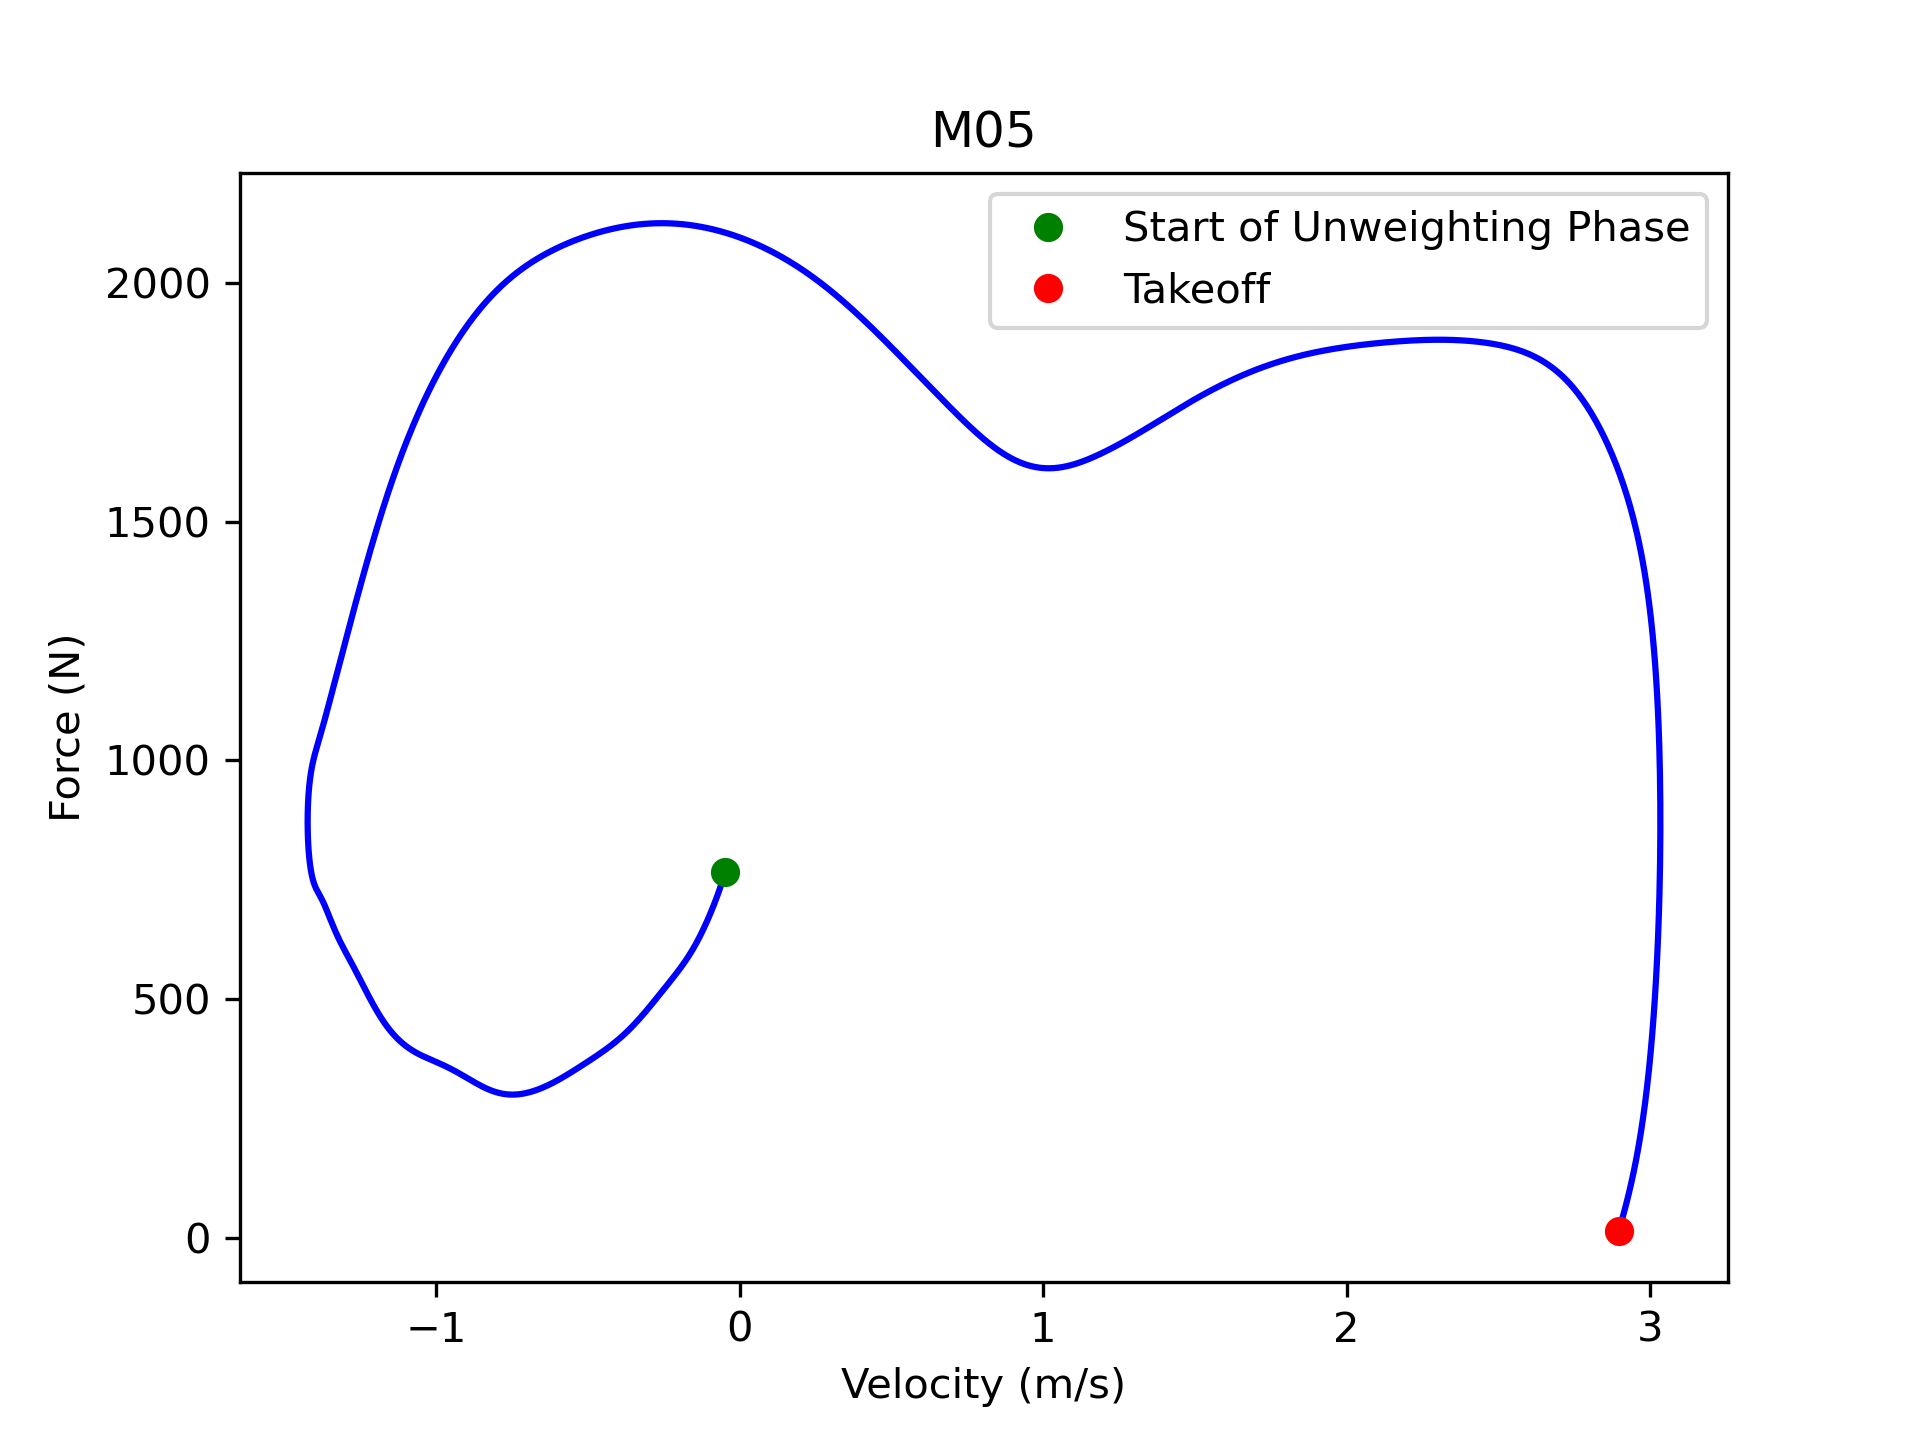 M05
Start of Unweighting Phase
Takeoff
2000
1500
1000
500
0
Force (N)
−1 0 1 2 3
Velocity (m/s)